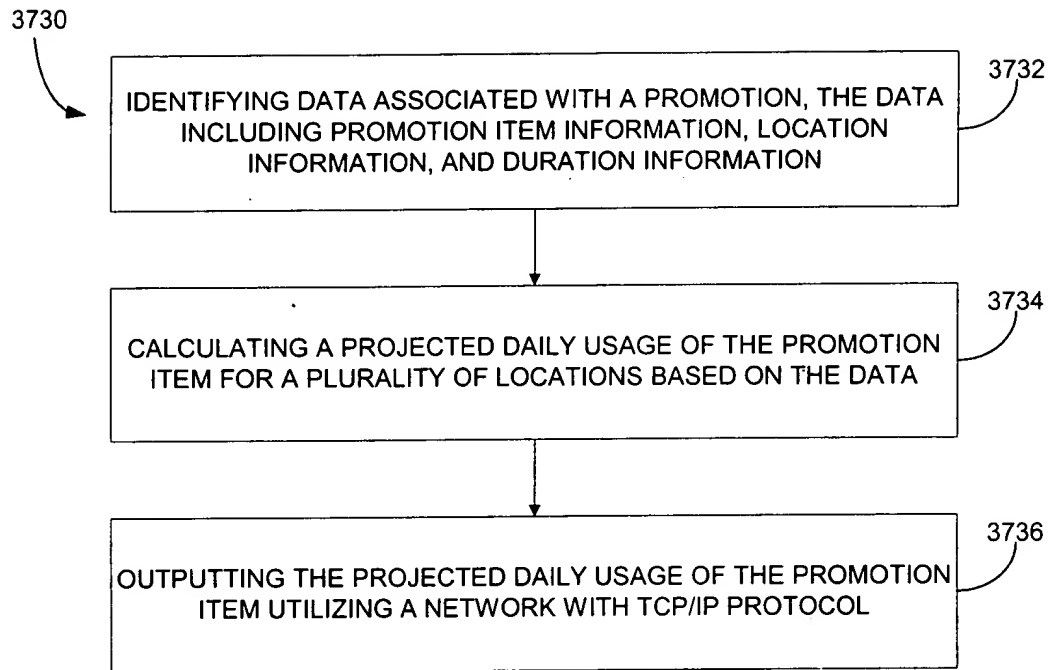 3730
3732
IDENTIFYING DATA ASSOCIATED WITH A PROMOTION, THE DATA
INCLUDING PROMOTION ITEM INFORMATION, LOCATION
INFORMATION, AND DURATION INFORMATION
3734
CALCULATING A PROJECTED DAILY USAGE OF THE PROMOTION
ITEM FOR A PLURALITY OF LOCATIONS BASED ON THE DATA
3736
OUTPUTTING THE PROJECTED DAILY USAGE OF THE PROMOTION
ITEM UTILIZING A NETWORK WITH TCP/IP PROTOCOL